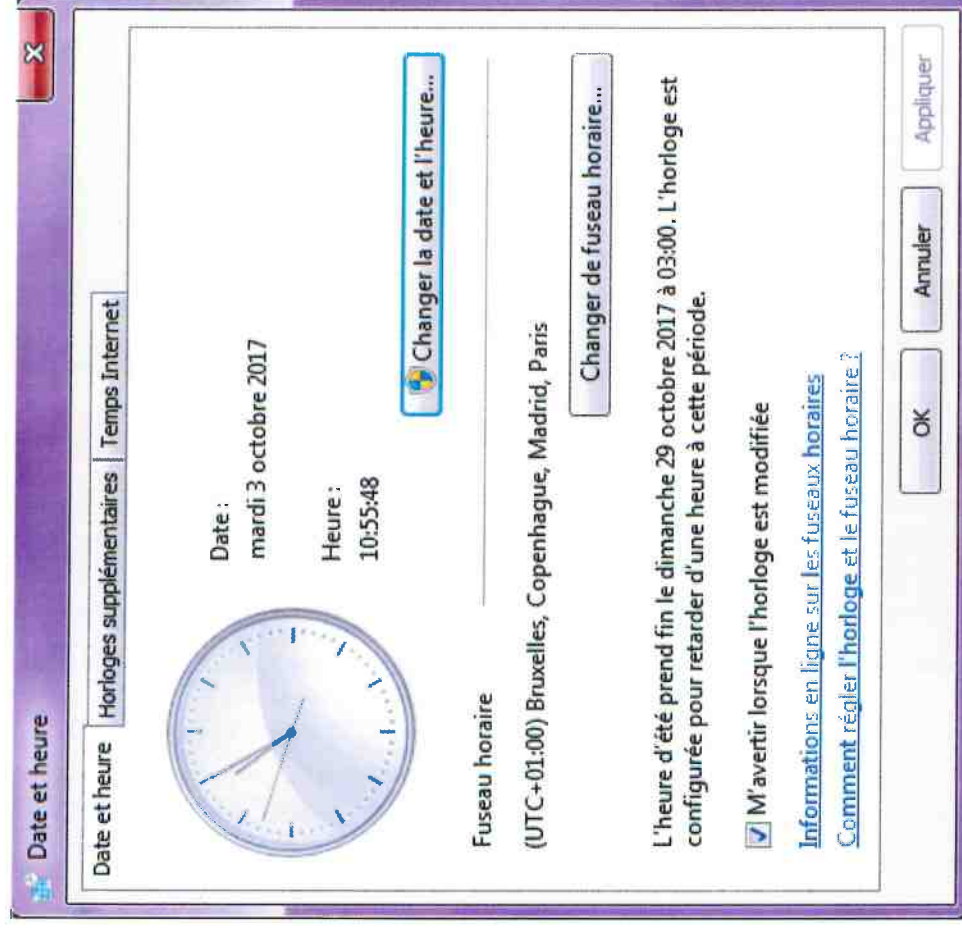 Date et heure
Date et heure
Horloges supplémentaires
Temps Internet
Date :
mardi 3 octobre 2017
Heure :
10:55:48
Changer la date et l'heure...
Fuseau horaire
(UTC+01:00) Bruxelles, Copenhague, Madrid, Paris
Changer de fuseau horaire...
L'heure d'été prend fin le dimanche 29 octobre 2017 à 03:00. L'horloge est
configurée pour retarder d'une heure à cette période.
M'avertir lorsque l'horloge est modifiée
Informations en ligne sur les fuseaux horaires
Comment régler l'horloge et le fuseau horaire ?
OK
Annuler
Appliquer